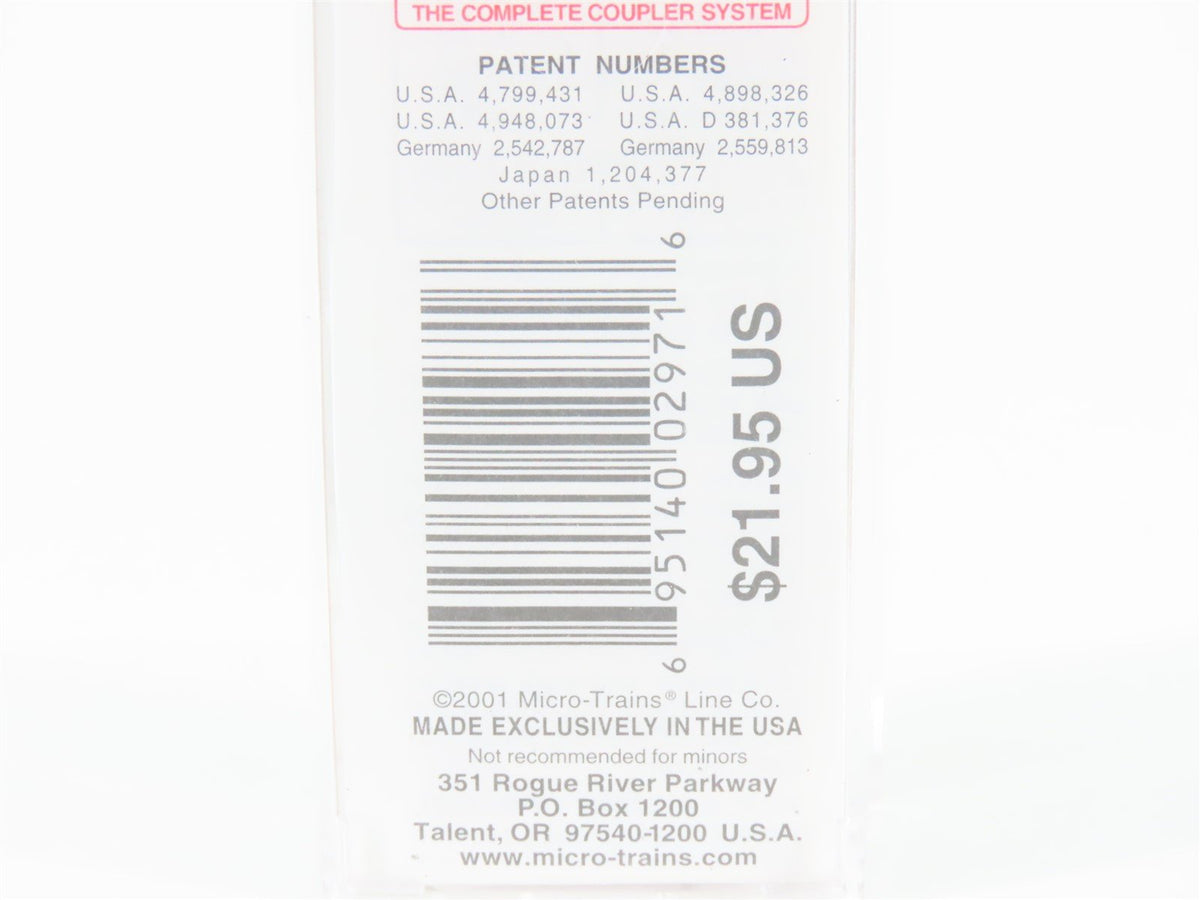 THE COMPLETE COUPLER SYSTEM
PATENT NUMBERS
U.S.A. 4,799,431 U.S.A. 4,898,326
U.S.A. 4,948,073 U.S.A. D 381,376
Germany 2,542,787 Germany 2,559,813
Japan 1,204,377
Other Patents Pending
6 95140 02971 6
$21.95 US
©2001 Micro-Trains® Line Co.
MADE EXCLUSIVELY IN THE USA
Not recommended for minors
351 Rogue River Parkway
P.O. Box 1200
Talent, OR 97540-1200 U.S.A.
www.micro-trains.com